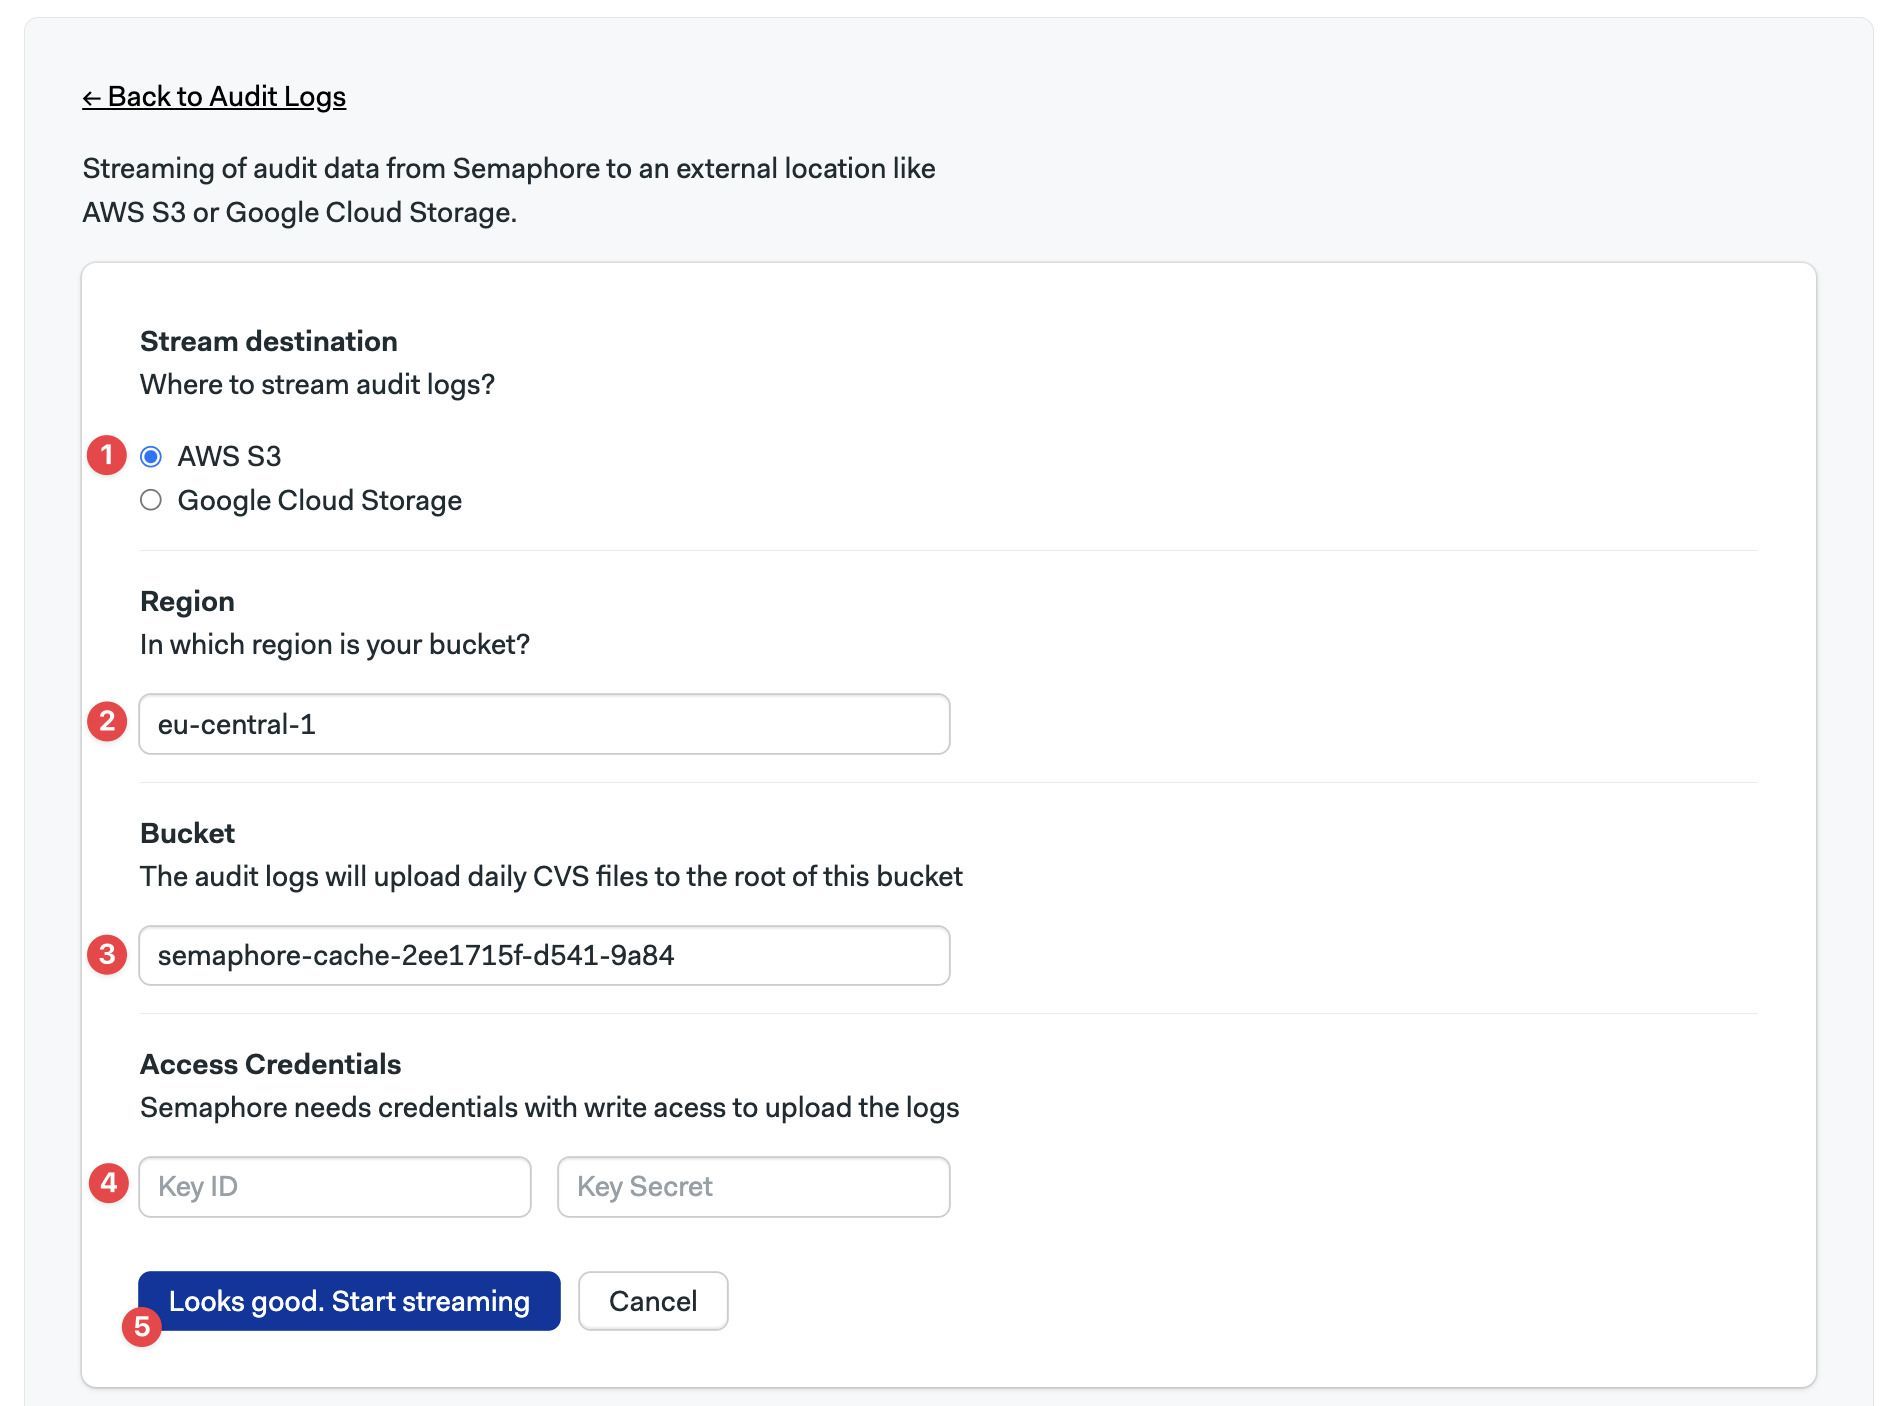 ← Back to Audit Logs
Streaming of audit data from Semaphore to an external location like
AWS S3 or Google Cloud Storage.
Stream destination
Where to stream audit logs?
1 AWS S3
Google Cloud Storage
Region
In which region is your bucket?
2 eu-central-1
Bucket
The audit logs will upload daily CVS files to the root of this bucket
3 semaphore-cache-2ee1715f-d541-9a84
Access Credentials
Semaphore needs credentials with write acess to upload the logs
4 Key ID Key Secret
5 Looks good. Start streaming Cancel